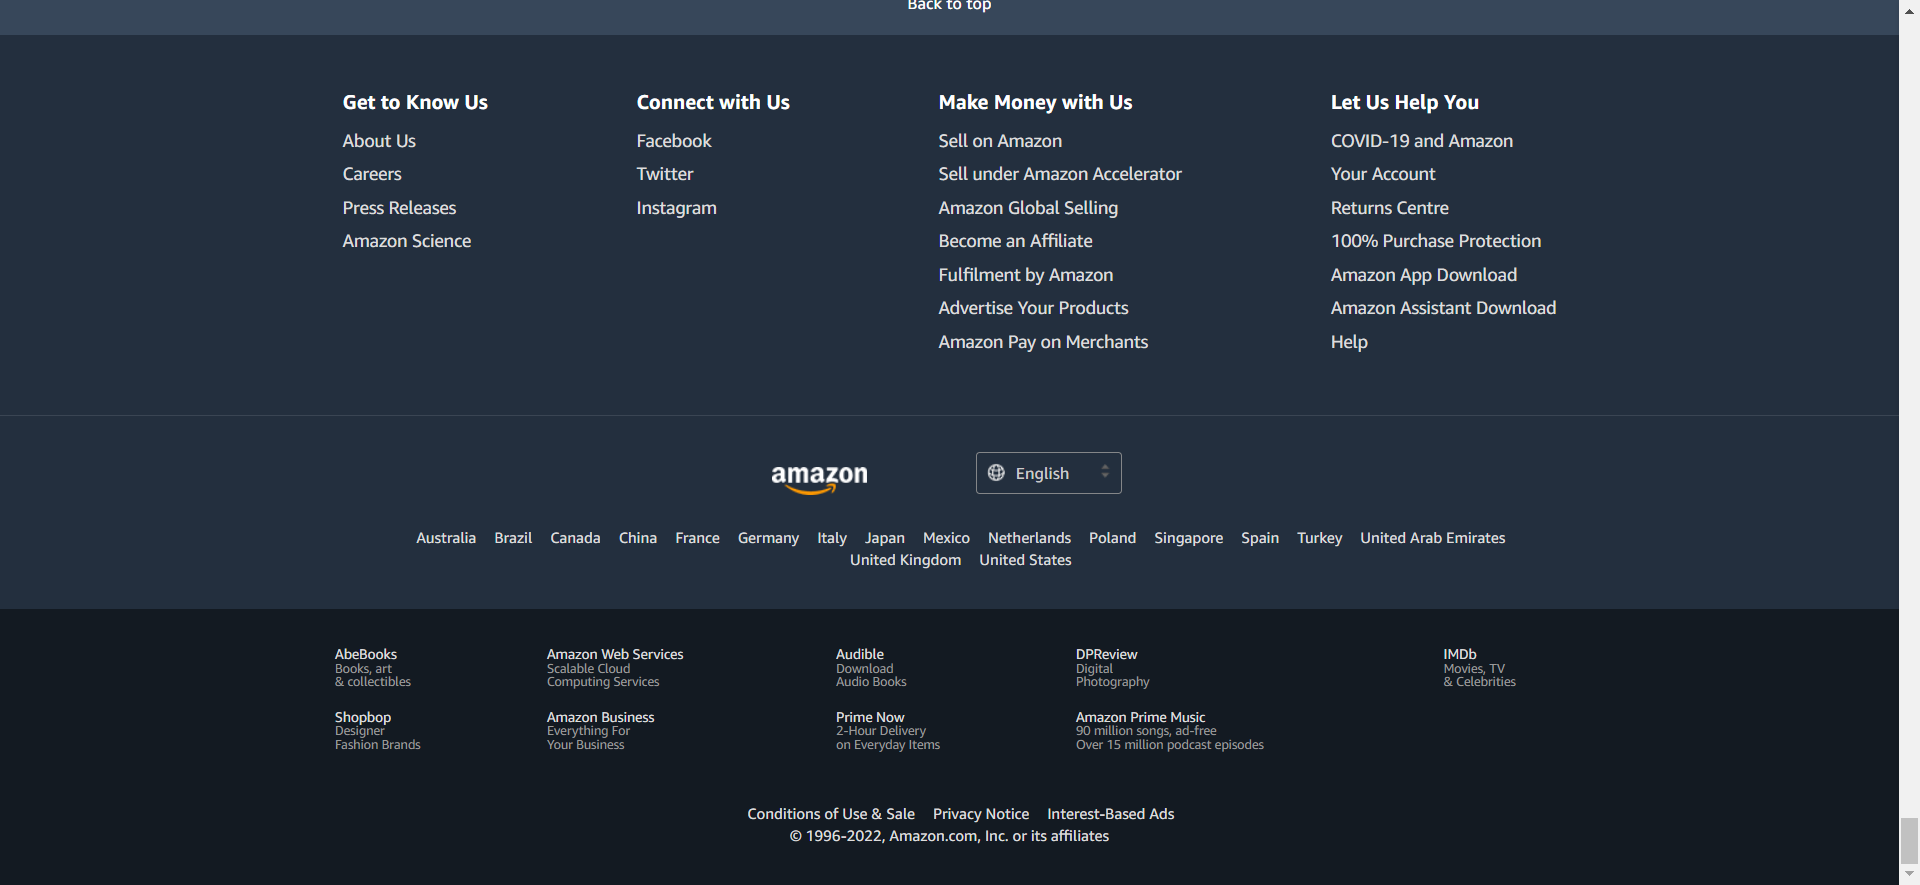 Back to top
Get to Know Us
About Us
Careers
Press Releases
Amazon Science
Connect with Us
Facebook
Twitter
Instagram
Make Money with Us
Sell on Amazon
Sell under Amazon Accelerator
Amazon Global Selling
Become an Affiliate
Fulfilment by Amazon
Advertise Your Products
Amazon Pay on Merchants
Let Us Help You
COVID-19 and Amazon
Your Account
Returns Centre
100% Purchase Protection
Amazon App Download
Amazon Assistant Download
Help
amazon
English
Australia Brazil Canada China France Germany Italy Japan Mexico Netherlands Poland Singapore Spain Turkey United Arab Emirates
United Kingdom United States
AbeBooks
Books, art
& collectibles
Amazon Web Services
Scalable Cloud
Computing Services
Audible
Download
Audio Books
DPReview
Digital
Photography
IMDb
Movies, TV
& Celebrities
Shopbop
Designer
Fashion Brands
Amazon Business
Everything For
Your Business
Prime Now
2-Hour Delivery
on Everyday Items
Amazon Prime Music
90 million songs, ad-free
Over 15 million podcast episodes
Conditions of Use & Sale Privacy Notice Interest-Based Ads
© 1996-2022, Amazon.com, Inc. or its affiliates